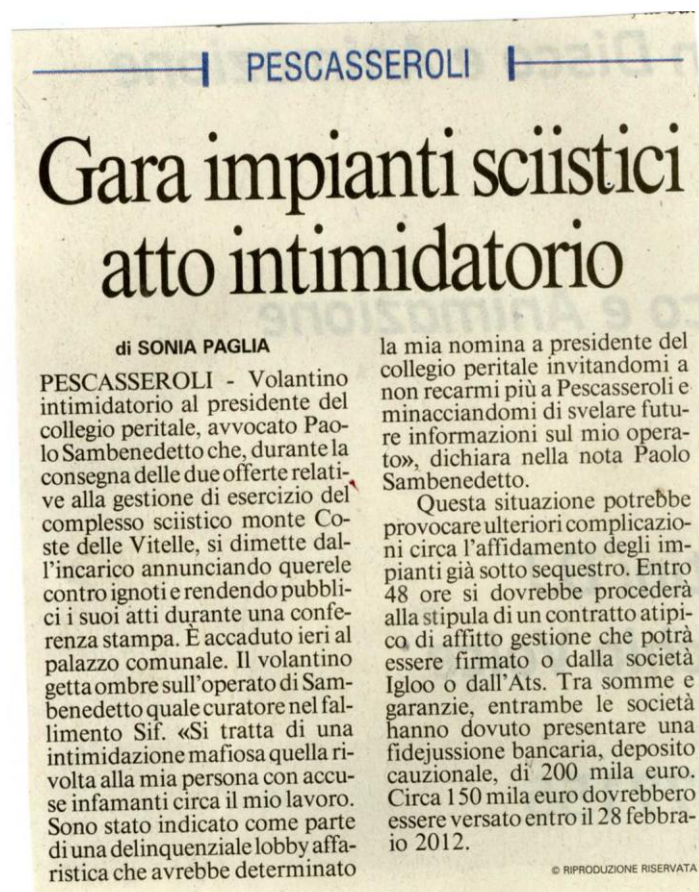 PESCASSEROLI
Gara impianti sciistici
atto intimidatorio
di SONIA PAGLIA
PESCASSEROLI - Volantino
intimidatorio al presidente del
collegio peritale, avvocato Pao-
lo Sambenedetto che, durante la
consegna delle due offerte relati-
ve alla gestione di esercizio del
complesso sciistico monte Co-
ste delle Vitelle, si dimette dal-
l'incarico annunciando querele
contro ignoti e rendendo pubbli-
ci i suoi atti durante una confe-
renza stampa. È accaduto ieri al
palazzo comunale. Il volantino
getta ombre sull'operato di Sam-
benedetto quale curatore nel fal-
limento Sif. «Si tratta di una
intimidazione mafiosa quella ri-
volta alla mia persona con accu-
se infamanti circa il mio lavoro.
Sono stato indicato come parte
di una delinquenziale lobby affa-
ristica che avrebbe determinato
la mia nomina a presidente del
collegio peritale invitandomi a
non recarmi più a Pescasseroli e
minacciandomi di svelare futu-
re informazioni sul mio opera-
to», dichiara nella nota Paolo
Sambenedetto.
Questa situazione potrebbe
provocare ulteriori complicazio-
ni circa l'affidamento degli im-
pianti già sotto sequestro. Entro
48 ore si dovrebbe procederà
alla stipula di un contratto atipi-
co di affitto gestione che potrà
essere firmato o dalla società
Igloo o dall'Ats. Tra somme e
garanzie, entrambe le società
hanno dovuto presentare una
fidejussione bancaria, deposito
cauzionale, di 200 mila euro.
Circa 150 mila euro dovrebbero
essere versato entro il 28 febbra-
io 2012.
© RIPRODUZIONE RISERVATA